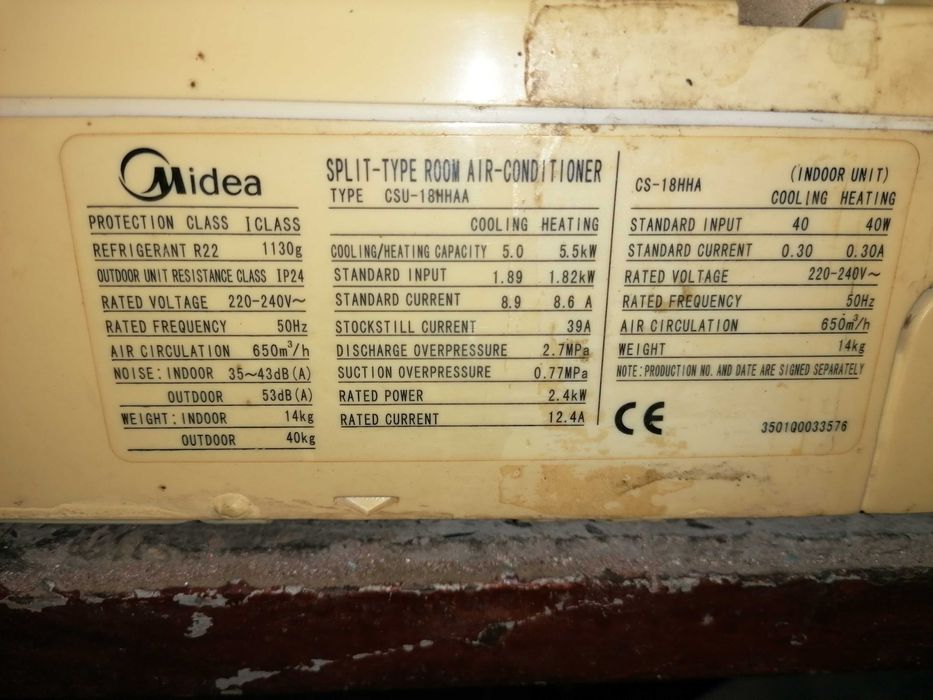 Midea
PROTECTION CLASS I CLASS
REFRIGERANT R22 1130g
OUTDOOR UNIT RESISTANCE CLASS IP24
RATED VOLTAGE 220-240V~
RATED FREQUENCY 50Hz
AIR CIRCULATION 650m³/h
NOISE: INDOOR 35~43dB(A)
OUTDOOR 53dB(A)
WEIGHT: INDOOR 14kg
OUTDOOR 40kg
SPLIT-TYPE ROOM AIR-CONDITIONER
TYPE CSU-18HHAA
COOLING HEATING
COOLING/HEATING CAPACITY 5.0 5.5kW
STANDARD INPUT 1.89 1.82kW
STANDARD CURRENT 8.9 8.6 A
STOCKSTILL CURRENT 39A
DISCHARGE OVERPRESSURE 2.7MPa
SUCTION OVERPRESSURE 0.77MPa
RATED POWER 2.4kW
RATED CURRENT 12.4A
(INDOOR UNIT)
CS-18HHA
COOLING HEATING
STANDARD INPUT 40 40W
STANDARD CURRENT 0.30 0.30A
RATED VOLTAGE 220-240V~
RATED FREQUENCY 50Hz
AIR CIRCULATION 650m³/h
WEIGHT 14kg
NOTE: PRODUCTION NO. AND DATE ARE SIGNED SEPARATELY
CE
3501Q0033576